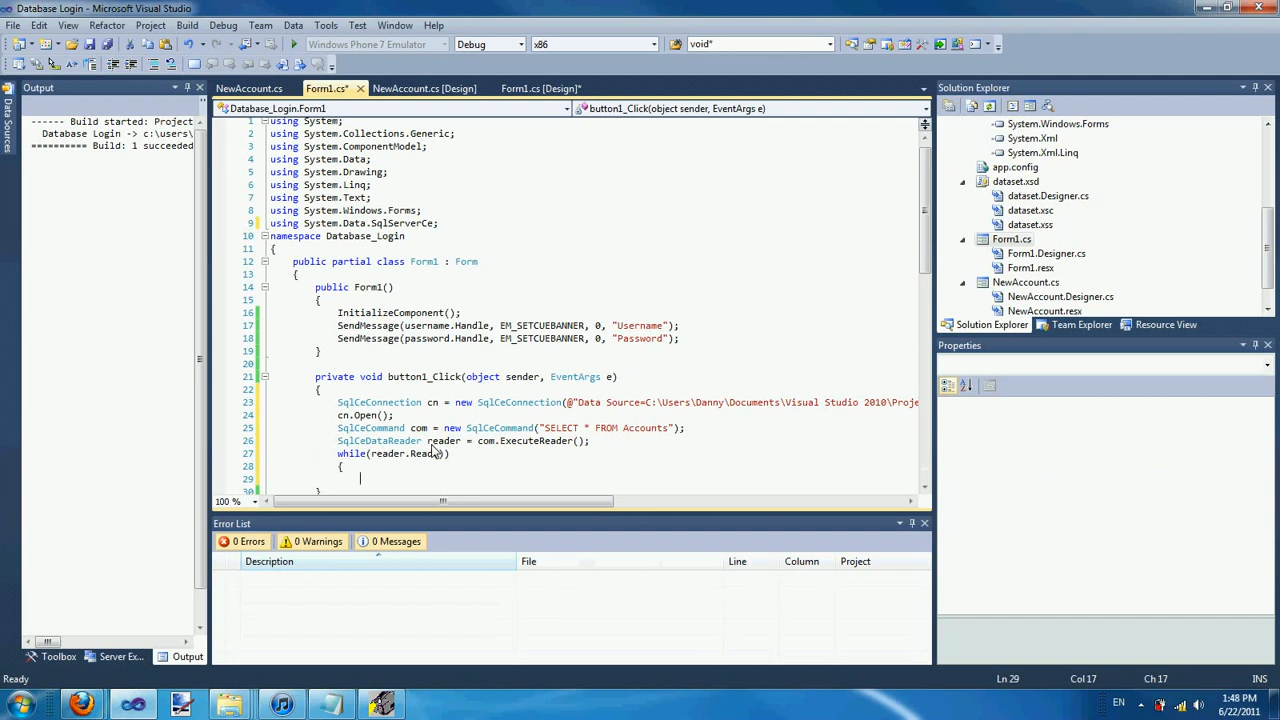 Database Login - Microsoft Visual Studio
File Edit View Refactor Project Build Debug Team Data Tools Test Window Help
Windows Phone 7 Emulator Debug x86 void*
Output
NewAccount.cs Form1.cs* NewAccount.cs [Design] Form1.cs [Design]*
Solution Explorer
Database_Login.Form1 button1_Click(object sender, EventArgs e)
Data Sources
------ Build started: Project
Database Login -> c:\users\
========== Build: 1 succeeded
1 using System;
2 using System.Collections.Generic;
3 using System.ComponentModel;
4 using System.Data;
5 using System.Drawing;
6 using System.Linq;
7 using System.Text;
8 using System.Windows.Forms;
9 using System.Data.SqlServerCe;
10 namespace Database_Login
11 {
12 public partial class Form1 : Form
13 {
14 public Form1()
15 {
16 InitializeComponent();
17 SendMessage(username.Handle, EM_SETCUEBANNER, 0, "Username");
18 SendMessage(password.Handle, EM_SETCUEBANNER, 0, "Password");
19 }
20
21 private void button1_Click(object sender, EventArgs e)
22 {
23 SqlCeConnection cn = new SqlCeConnection(@"Data Source=C:\Users\Danny\Documents\Visual Studio 2010\Proje
24 cn.Open();
25 SqlCeCommand com = new SqlCeCommand("SELECT * FROM Accounts");
26 SqlCeDataReader reader = com.ExecuteReader();
27 while(reader.Read())
28 {
29
30 }
System.Windows.Forms
System.Xml
System.Xml.Linq
app.config
dataset.xsd
dataset.Designer.cs
dataset.xsc
dataset.xss
Form1.cs
Form1.Designer.cs
Form1.resx
NewAccount.cs
NewAccount.Designer.cs
NewAccount.resx
Solution Explorer Team Explorer Resource View
Properties
100 %
Error List
0 Errors 0 Warnings 0 Messages
Description File Line Column Project
Toolbox Server Ex... Output
Ready Ln 29 Col 17 Ch 17 INS
EN 1:48 PM
6/22/2011